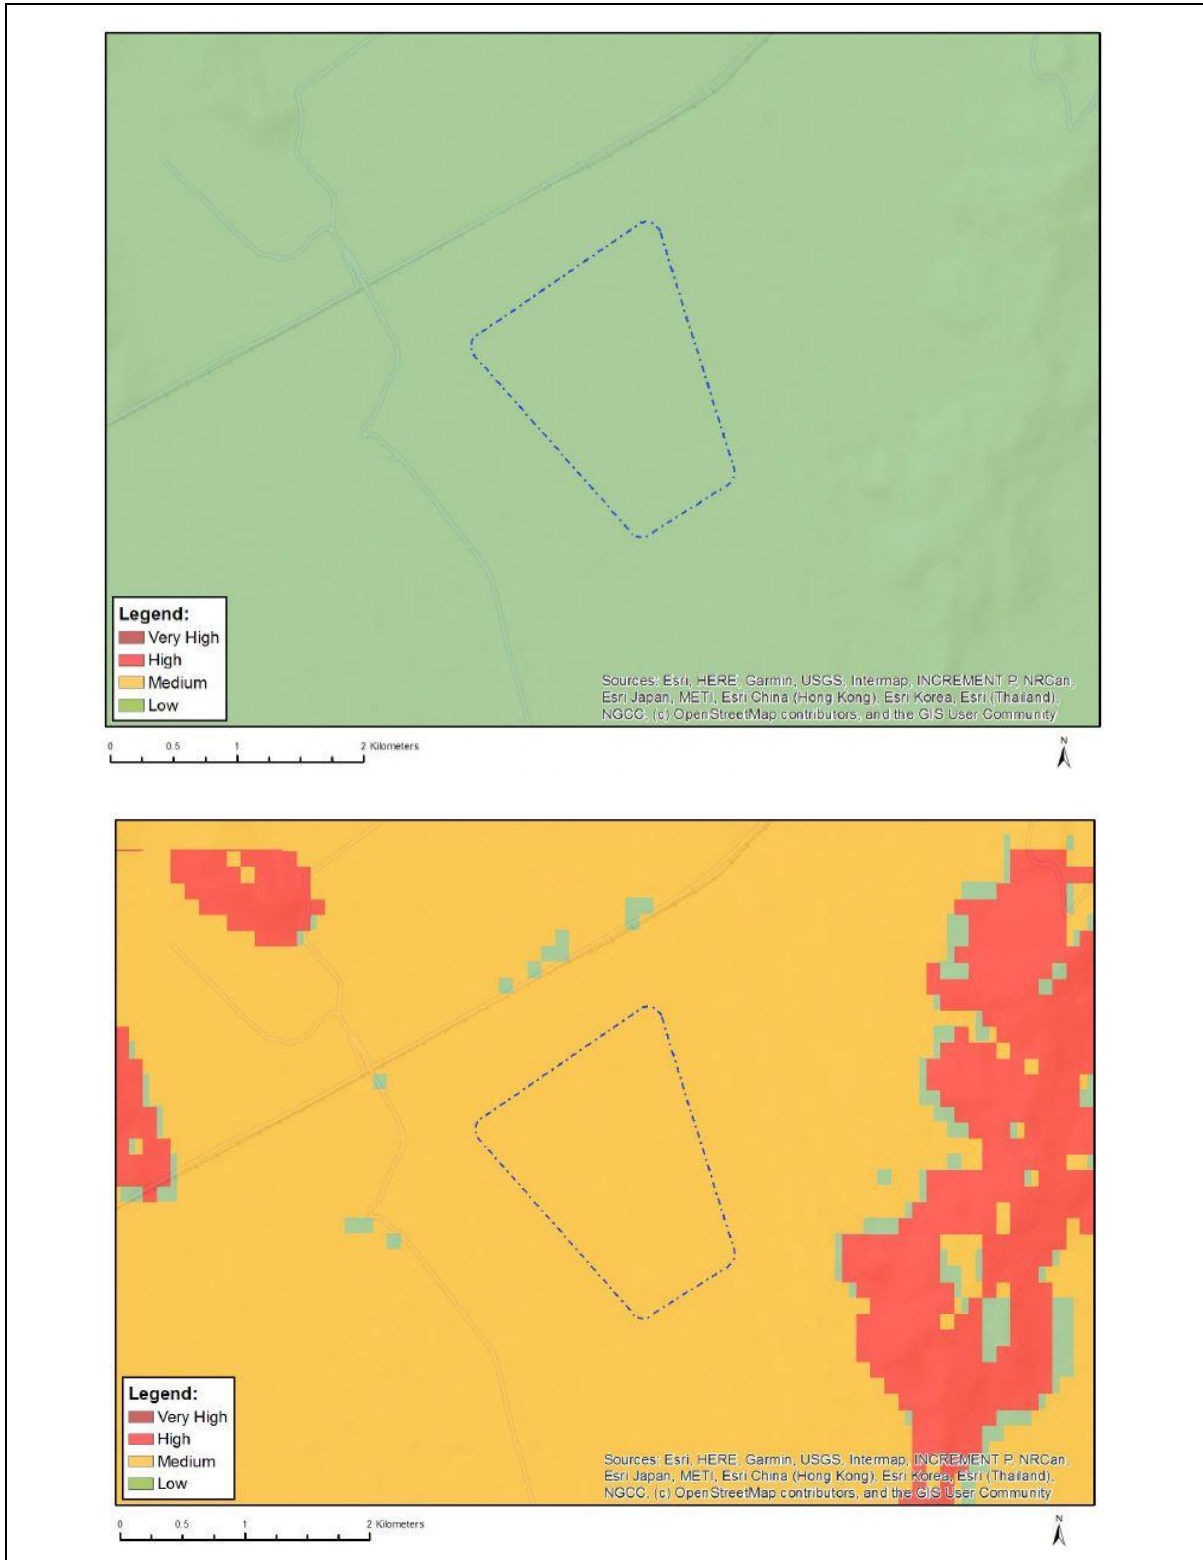 Legend:
Very High
High
Medium
Low
Sources: Esri, HERE, Garmin, USGS, Intermap, INCREMENT P, NRCan,
Esri Japan, METI, Esri China (Hong Kong), Esri Korea, Esri (Thailand),
NGCC, (c) OpenStreetMap contributors, and the GIS User Community
0 0.5 1 2 Kilometers
N
Legend:
Very High
High
Medium
Low
Sources: Esri, HERE, Garmin, USGS, Intermap, INCREMENT P, NRCan,
Esri Japan, METI, Esri China (Hong Kong), Esri Korea, Esri (Thailand),
NGCC, (c) OpenStreetMap contributors, and the GIS User Community
0 0.5 1 2 Kilometers
N